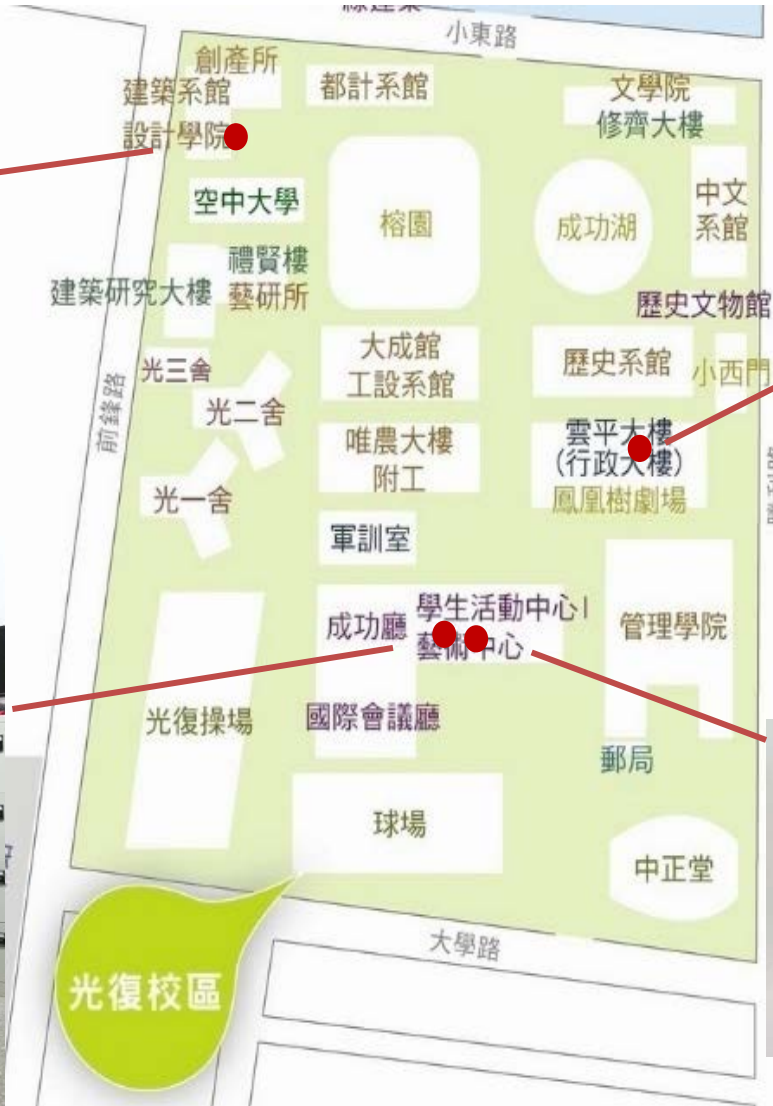 小東路
創產所
建築系館
設計學院
都計系館
文學院
修齊大樓
空中大學
榕園
成功湖
中文
系館
禮賢樓
藝研所
建築研究大樓
歷史文物館
光三舍
大成館
工設系館
歷史系館
小西門
前鋒路
光二舍
唯農大樓
附工
雲平大樓
(行政大樓)
鳳凰樹劇場
光一舍
軍訓室
成功廳
學生活動中心I
藝術中心
管理學院
光復操場
國際會議廳
郵局
球場
中正堂
大學路
光復校區